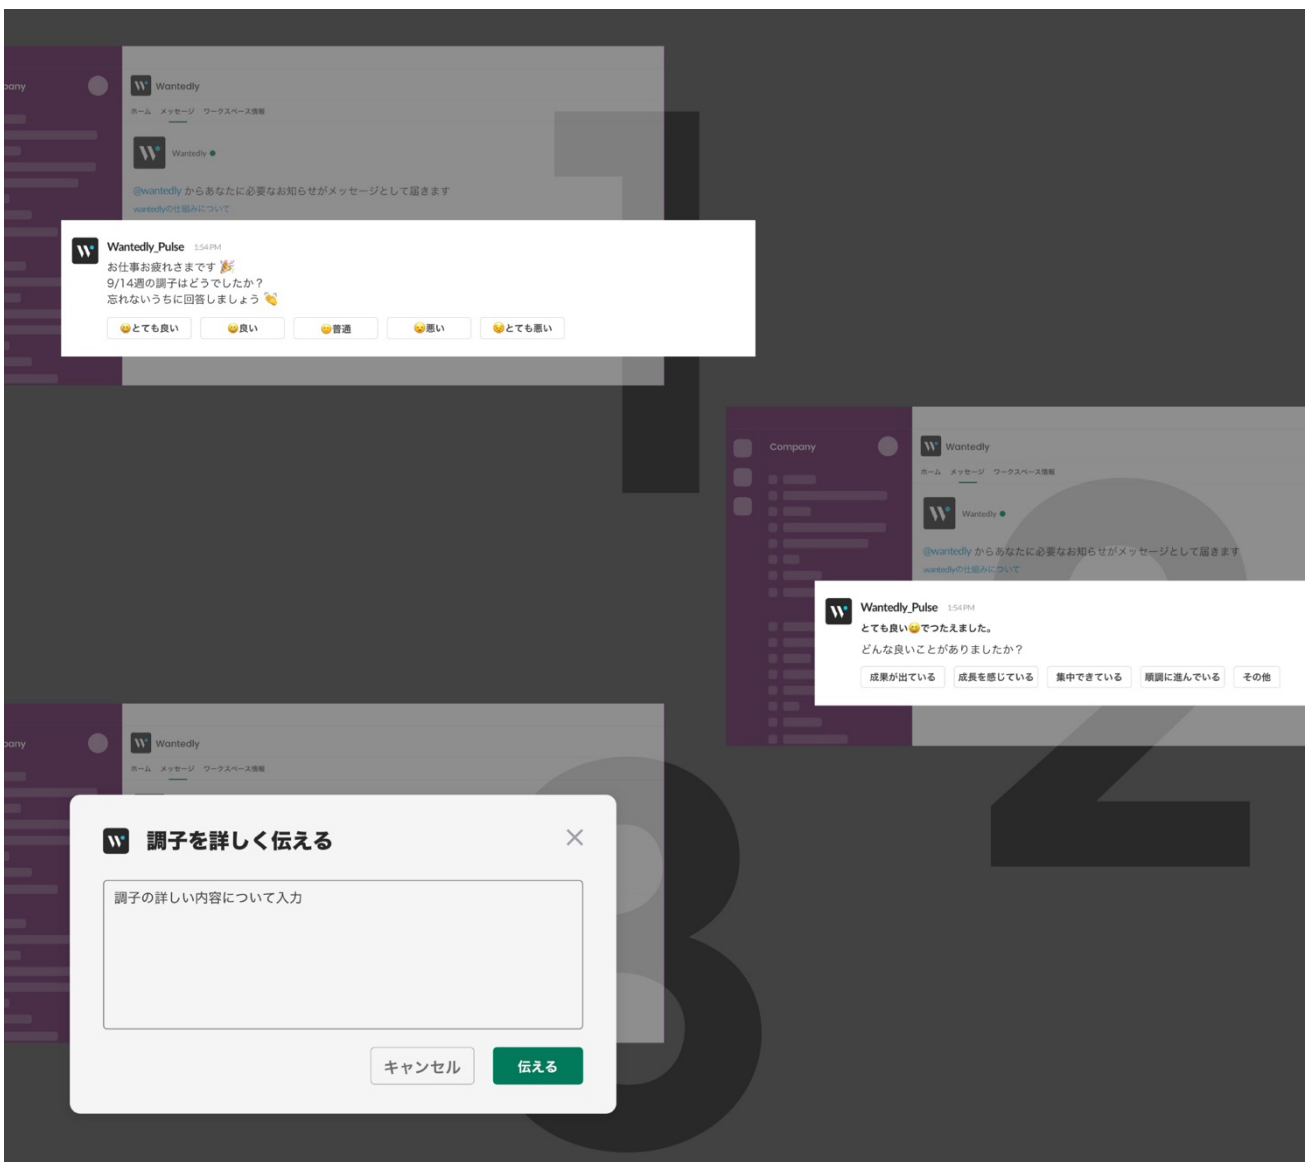 pany
Wantedly
ホーム メッセージ ワークスペース情報
Wantedly
@wantedly からあなたに必要なお知らせがメッセージとして届きます
wantedlyの仕組みについて
Wantedly_Pulse 1:54 PM
お仕事お疲れさまです 🎉
9/14週の調子はどうでしたか？
忘れないうちに回答しましょう 👏
😄とても良い 😀良い 🙂普通 😟悪い 😣とても悪い
1
Company
Wantedly
ホーム メッセージ ワークスペース情報
Wantedly
@wantedly からあなたに必要なお知らせがメッセージとして届きます
wantedlyの仕組みについて
Wantedly_Pulse 1:54 PM
とても良い😄でつたえました。
どんな良いことがありましたか？
成果が出ている 成長を感じている 集中できている 順調に進んでいる その他
2
pany
Wantedly
ホーム メッセージ ワークスペース情報
調子を詳しく伝える
調子の詳しい内容について入力
キャンセル 伝える
3